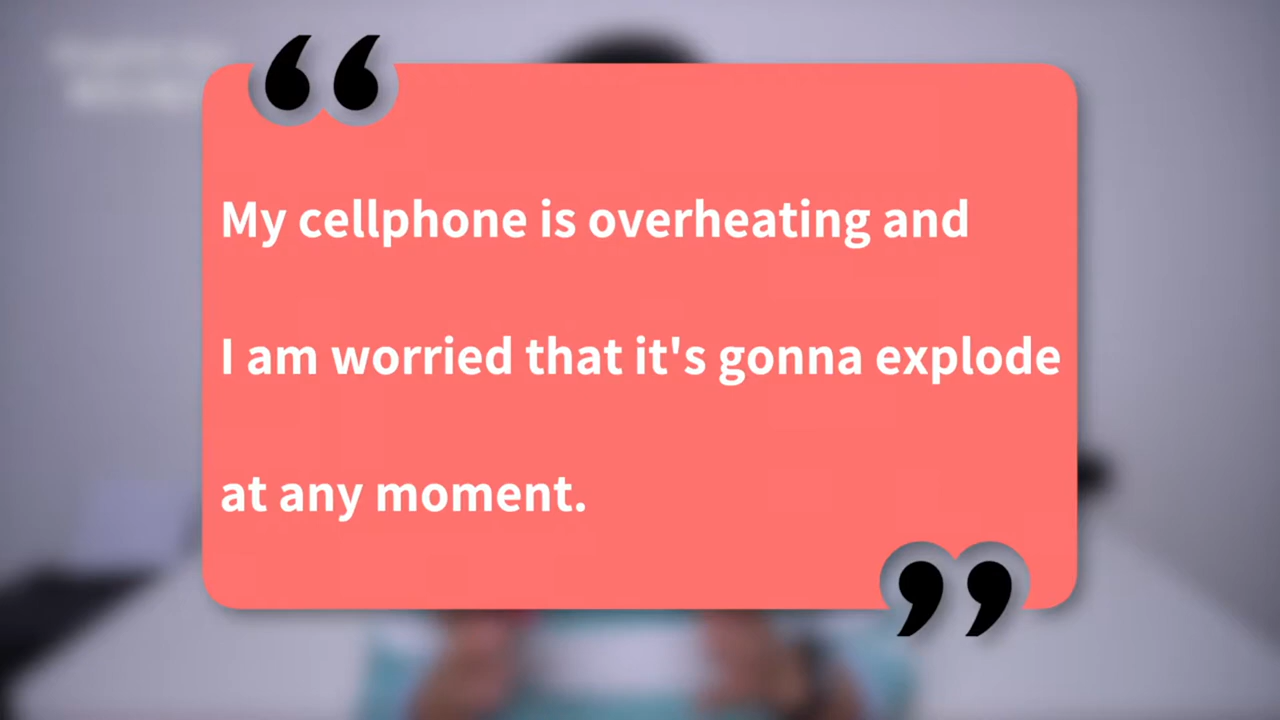 My cellphone is overheating and
I am worried that it's gonna explode
at any moment.